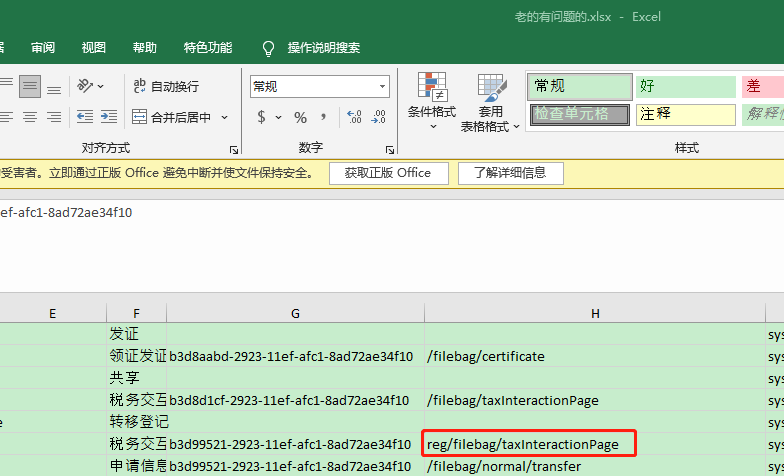 老的有问题的.xlsx - Excel
审阅 视图 帮助 特色功能 操作说明搜索
自动换行 常规 常规 好 差
合并后居中 $ % , 条件格式 套用 表格格式 检查单元格 注释
对齐方式 数字 样式
受害者。立即通过正版 Office 避免中断并使文件保持安全。 获取正版 Office 了解详细信息
ef-afc1-8ad72ae34f10
E F G H
发证 sys
领证发证 b3d8aabd-2923-11ef-afc1-8ad72ae34f10 /filebag/certificate sys
共享 sys
税务交互 b3d8d1cf-2923-11ef-afc1-8ad72ae34f10 /filebag/taxInteractionPage sys
e 转移登记 sys
税务交互 b3d99521-2923-11ef-afc1-8ad72ae34f10 reg/filebag/taxInteractionPage sys
申请信息 b3d99521-2923-11ef-afc1-8ad72ae34f10 /filebag/normal/transfer sys